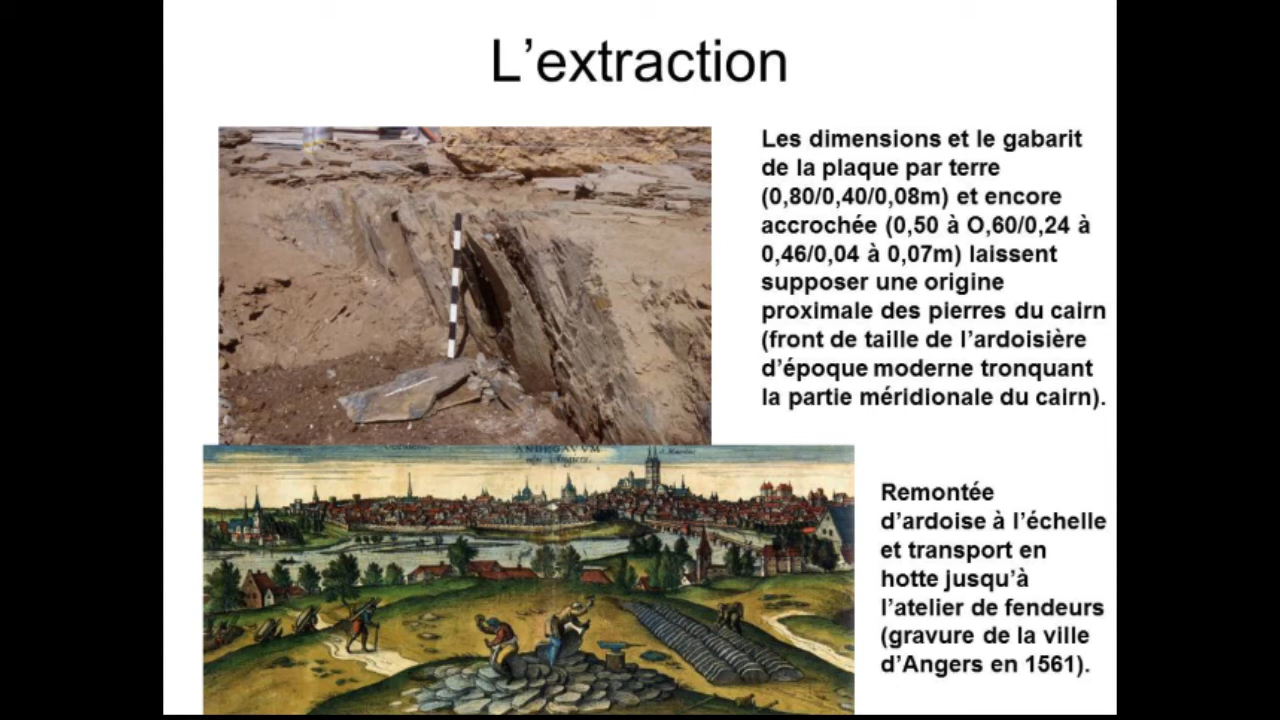 L’extraction
Les dimensions et le gabarit
de la plaque par terre
(0,80/0,40/0,08m) et encore
accrochée (0,50 à O,60/0,24 à
0,46/0,04 à 0,07m) laissent
supposer une origine
proximale des pierres du cairn
(front de taille de l’ardoisière
d’époque moderne tronquant
la partie méridionale du cairn).
ANDEGAVVM
Remontée
d’ardoise à l’échelle
et transport en
hotte jusqu’à
l’atelier de fendeurs
(gravure de la ville
d’Angers en 1561).